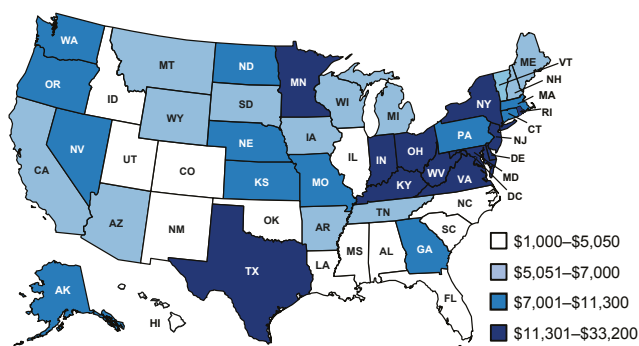 WA
OR
CA
NV
ID
MT
WY
UT
AZ
CO
NM
ND
SD
NE
KS
OK
TX
MN
IA
MO
AR
LA
WI
IL
MI
IN
OH
KY
TN
MS
AL
GA
FL
SC
NC
VA
WV
PA
NY
ME
VT
NH
MA
RI
CT
NJ
DE
MD
DC
AK
HI
$1,000–$5,050
$5,051–$7,000
$7,001–$11,300
$11,301–$33,200